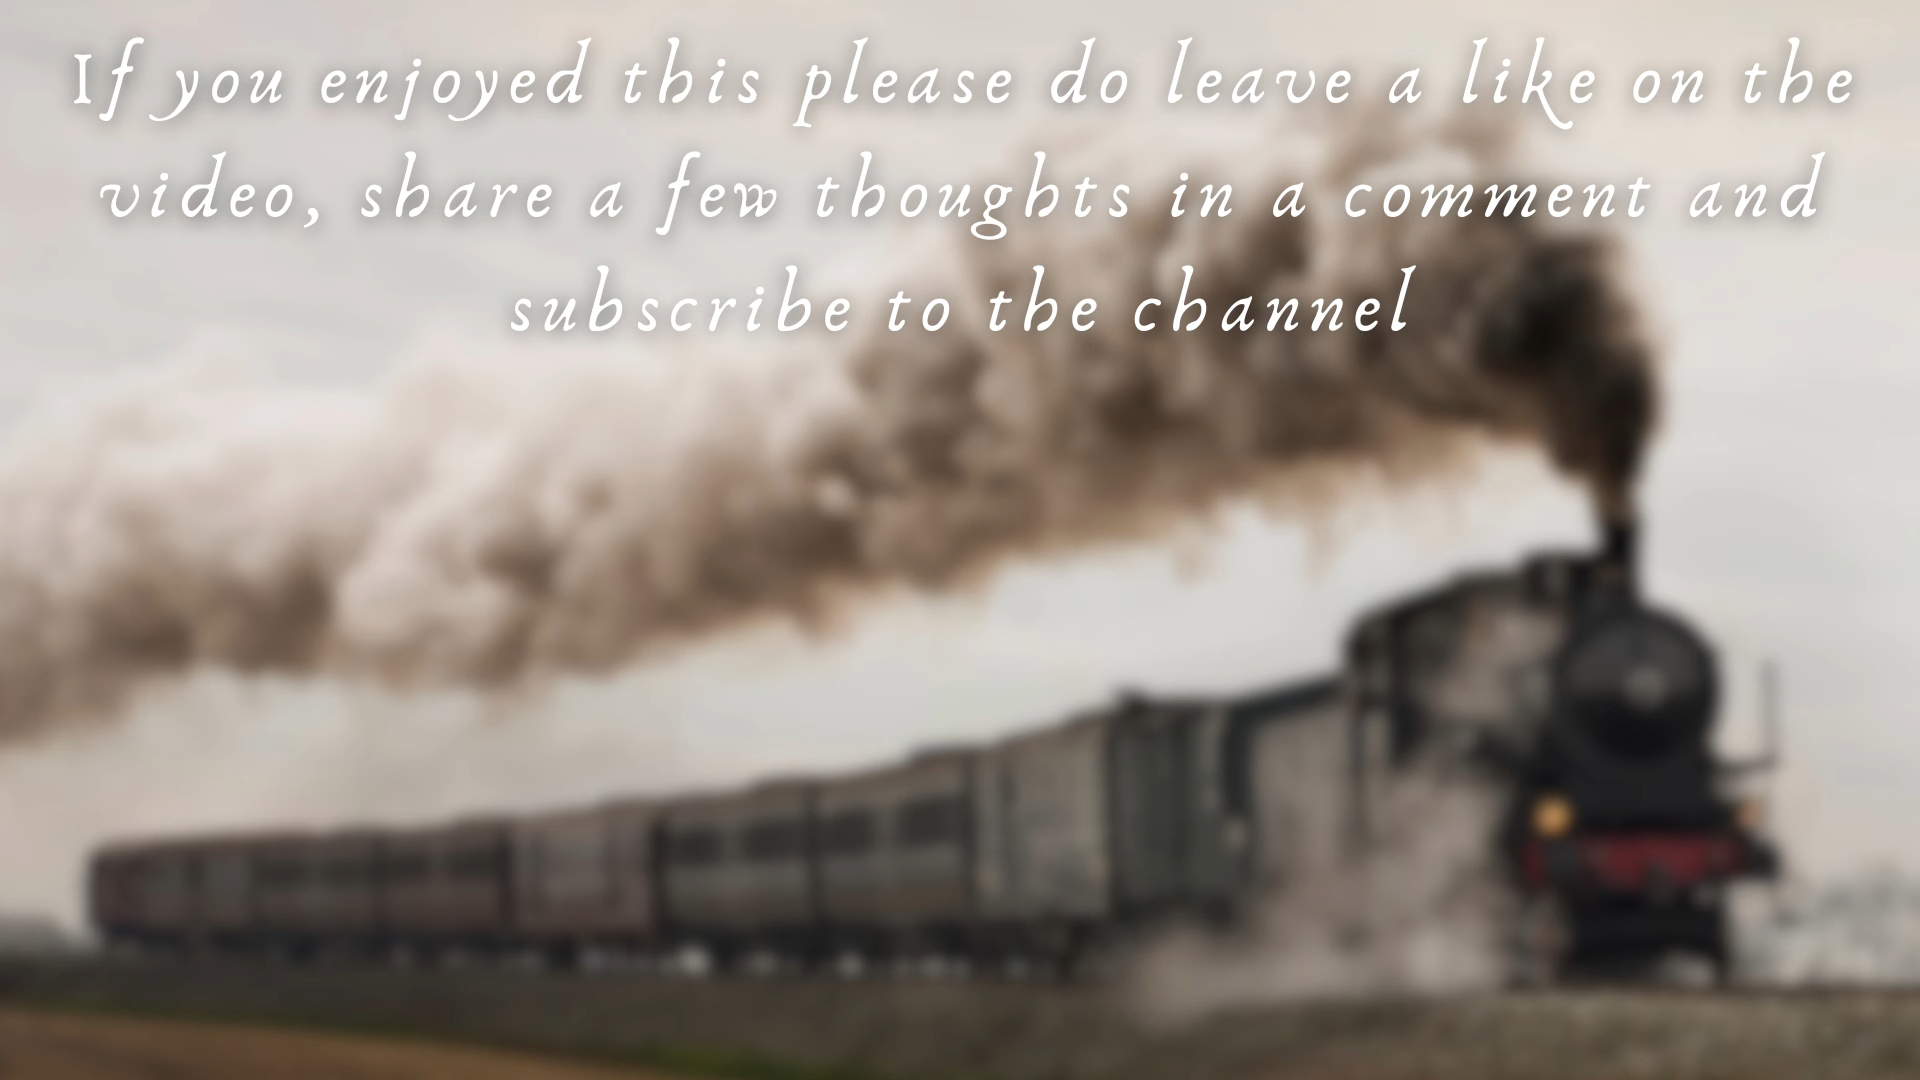 If you enjoyed this please do leave a like on the
video, share a few thoughts in a comment and
subscribe to the channel